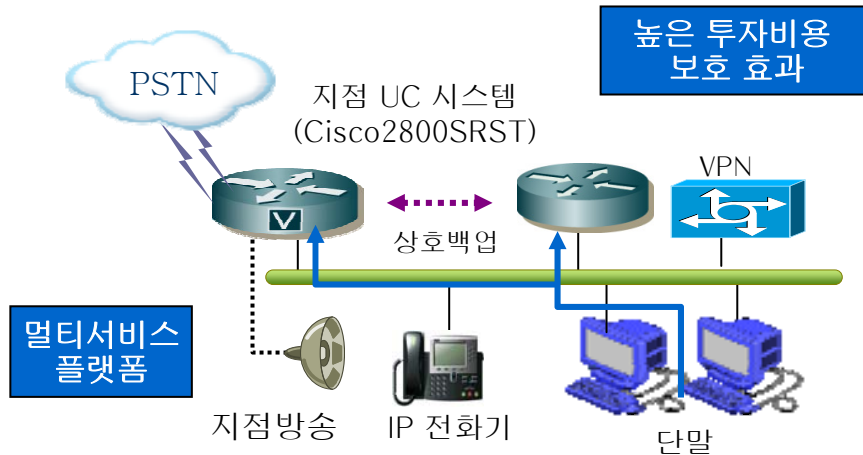 높은 투자비용
보호 효과
PSTN
지점 UC 시스템
(Cisco2800SRST)
VPN
V
상호백업
멀티서비스
플랫폼
지점방송
IP 전화기
단말